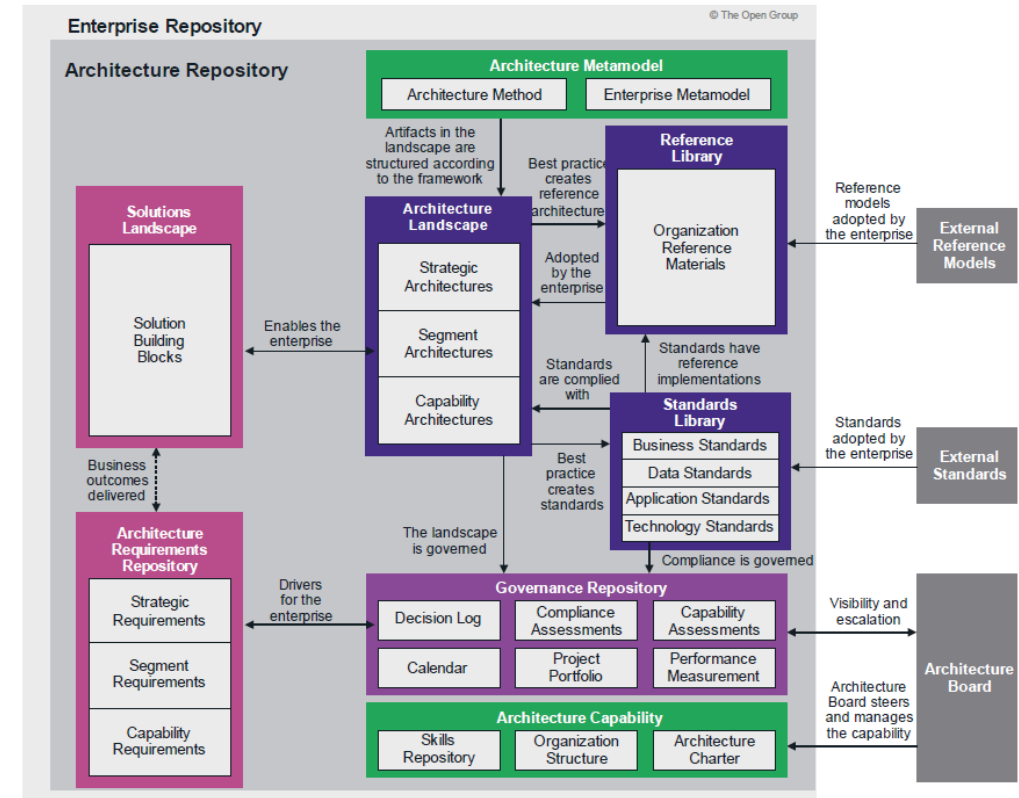 © The Open Group
Enterprise Repository
Architecture Repository
Architecture Metamodel
Architecture Method
Enterprise Metamodel
Artifacts in the
landscape are
structured according
to the framework
Best practice
creates
reference
architecture
Reference
Library
Organization
Reference
Materials
Reference
models
adopted by
the enterprise
External
Reference
Models
Solutions
Landscape
Solution
Building
Blocks
Enables the
enterprise
Architecture
Landscape
Strategic
Architectures
Segment
Architectures
Capability
Architectures
Adopted
by the
enterprise
Standards have
reference
implementations
Standards
are complied
with
Standards
Library
Business Standards
Data Standards
Application Standards
Technology Standards
Standards
adopted by
the enterprise
External
Standards
Best
practice
creates
standards
Business
outcomes
delivered
The landscape
is governed
Compliance is governed
Architecture
Requirements
Repository
Strategic
Requirements
Segment
Requirements
Capability
Requirements
Drivers
for the
enterprise
Governance Repository
Decision Log
Compliance
Assessments
Capability
Assessments
Calendar
Project
Portfolio
Performance
Measurement
Visibility and
escalation
Architecture
Board
Architecture
Board steers
and manages
the capability
Architecture Capability
Skills
Repository
Organization
Structure
Architecture
Charter